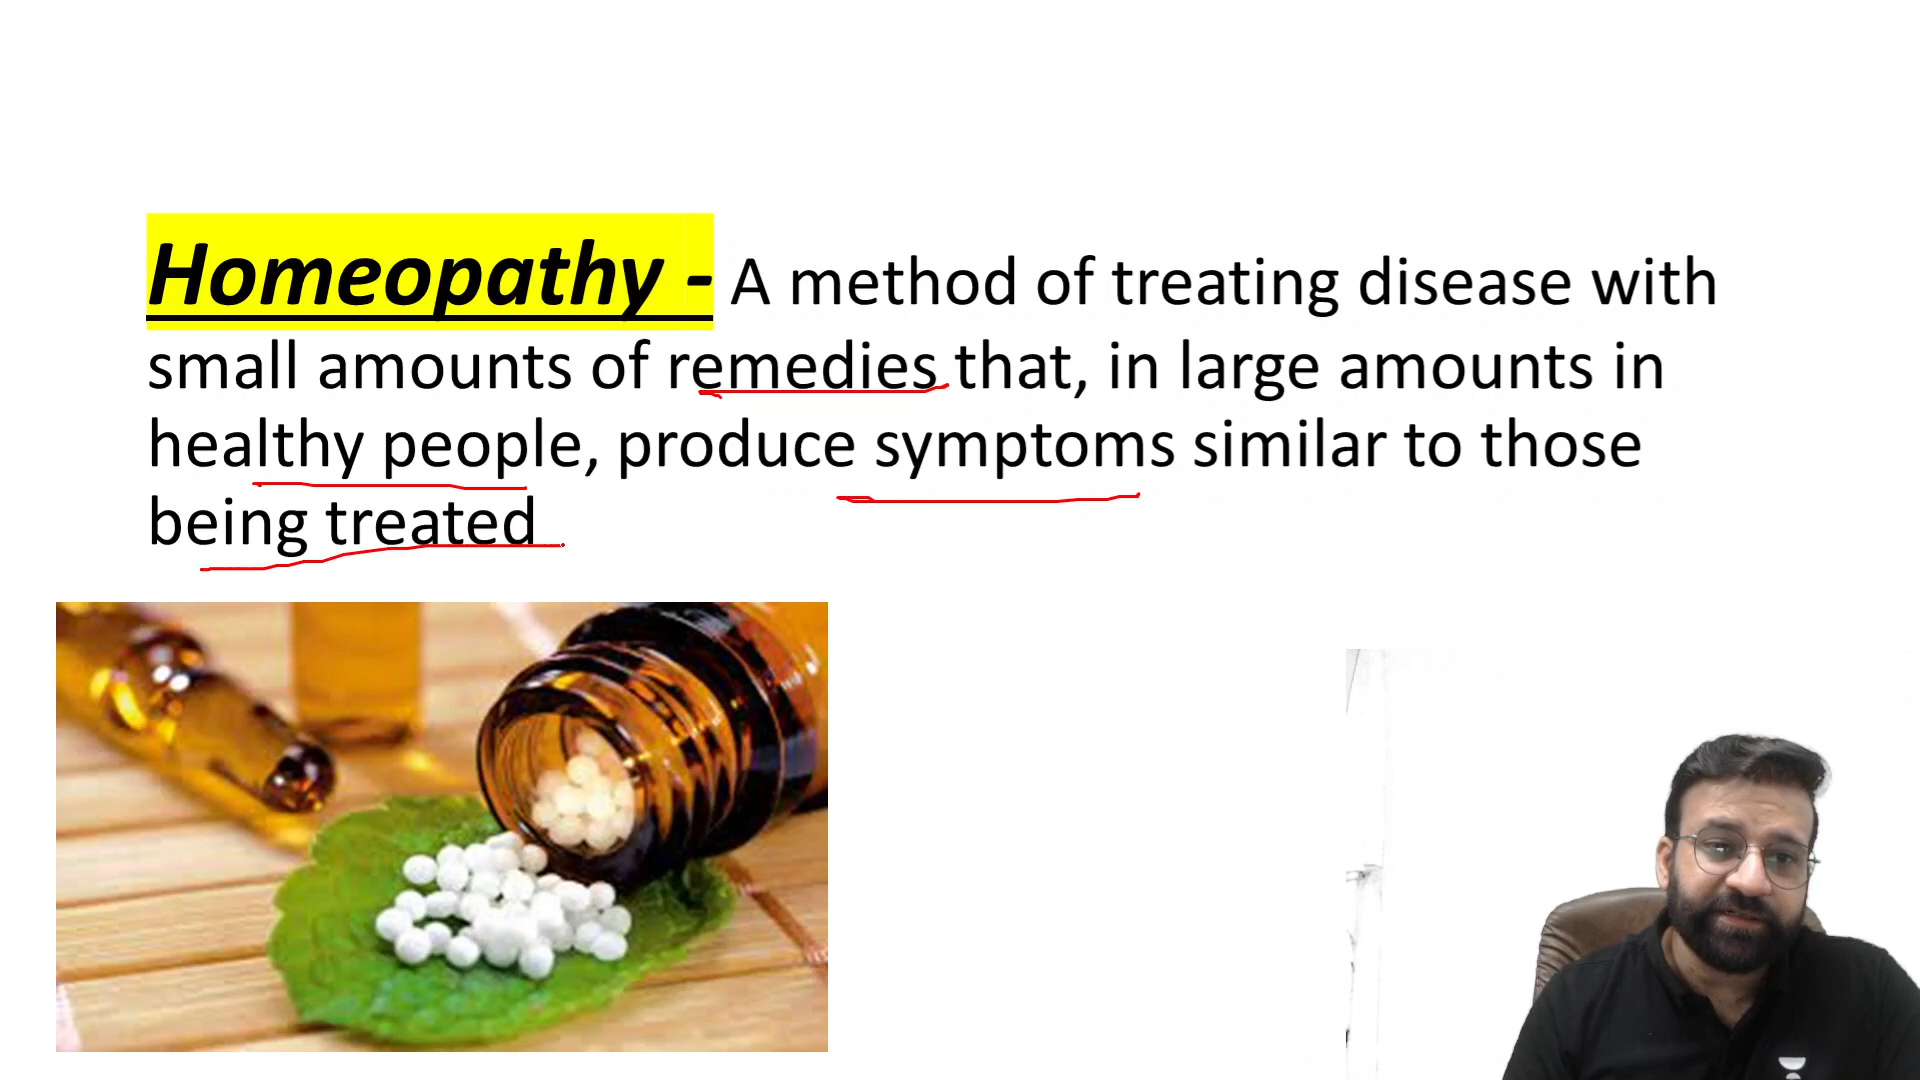 Homeopathy - A method of treating disease with
small amounts of remedies that, in large amounts in
healthy people, produce symptoms similar to those
being treated